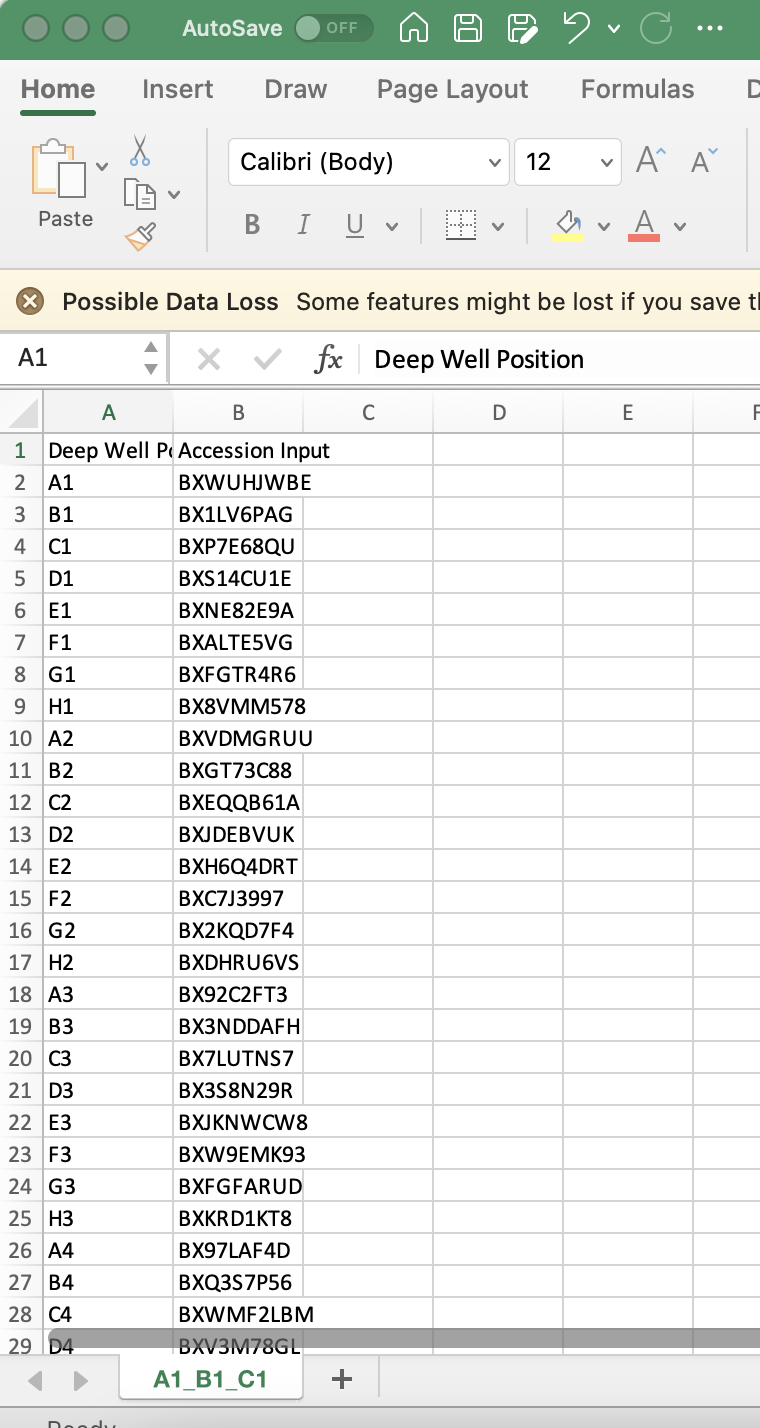 AutoSave OFF
Home Insert Draw Page Layout Formulas D
Paste Calibri (Body) 12 A A
B I U A
Possible Data Loss Some features might be lost if you save th
A1 fx Deep Well Position
A B C D E F
1 Deep Well Po Accession Input
2 A1 BXWUHJWBE
3 B1 BX1LV6PAG
4 C1 BXP7E68QU
5 D1 BXS14CU1E
6 E1 BXNE82E9A
7 F1 BXALTE5VG
8 G1 BXFGTR4R6
9 H1 BX8VMM578
10 A2 BXVDMGRUU
11 B2 BXGT73C88
12 C2 BXEQQB61A
13 D2 BXJDEBVUK
14 E2 BXH6Q4DRT
15 F2 BXC7J3997
16 G2 BX2KQD7F4
17 H2 BXDHRU6VS
18 A3 BX92C2FT3
19 B3 BX3NDDAFH
20 C3 BX7LUTNS7
21 D3 BX3S8N29R
22 E3 BXJKNWCW8
23 F3 BXW9EMK93
24 G3 BXFGFARUD
25 H3 BXKRD1KT8
26 A4 BX97LAF4D
27 B4 BXQ3S7P56
28 C4 BXWMF2LBM
29 D4 BXV3M78GL
A1_B1_C1 +
Ready